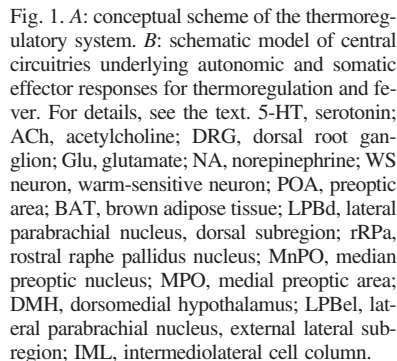 Fig. 1. A: conceptual scheme of the thermoreg-
ulatory system. B: schematic model of central
circuitries underlying autonomic and somatic
effector responses for thermoregulation and fe-
ver. For details, see the text. 5-HT, serotonin;
ACh, acetylcholine; DRG, dorsal root gan-
glion; Glu, glutamate; NA, norepinephrine; WS
neuron, warm-sensitive neuron; POA, preoptic
area; BAT, brown adipose tissue; LPBd, lateral
parabrachial nucleus, dorsal subregion; rRPa,
rostral raphe pallidus nucleus; MnPO, median
preoptic nucleus; MPO, medial preoptic area;
DMH, dorsomedial hypothalamus; LPBel, lat-
eral parabrachial nucleus, external lateral sub-
region; IML, intermediolateral cell column.